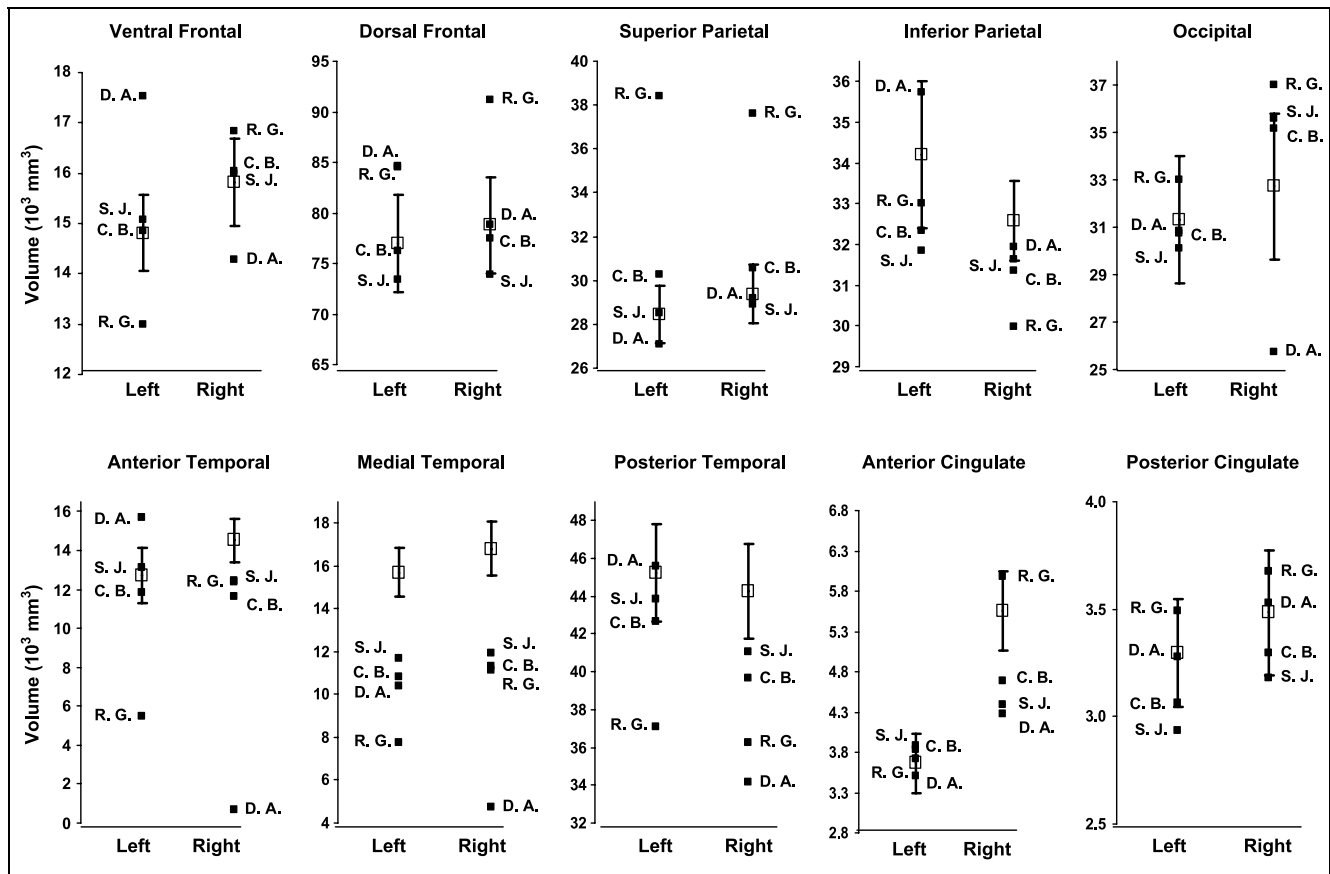 Ventral Frontal
Dorsal Frontal
Superior Parietal
Inferior Parietal
Occipital
Volume (10³ mm³)
18
17
16
15
14
13
12
D. A.
S. J.
C. B.
R. G.
R. G.
C. B.
S. J.
D. A.
Left
Right
95
90
85
80
75
70
65
D. A.
R. G.
C. B.
S. J.
R. G.
D. A.
C. B.
S. J.
Left
Right
40
38
36
34
32
30
28
26
R. G.
C. B.
S. J.
D. A.
R. G.
C. B.
D. A.
S. J.
Left
Right
36
35
34
33
32
31
30
29
D. A.
R. G.
C. B.
S. J.
D. A.
S. J.
C. B.
R. G.
Left
Right
37
35
33
31
29
27
25
R. G.
D. A.
C. B.
S. J.
R. G.
S. J.
C. B.
D. A.
Left
Right
Anterior Temporal
Medial Temporal
Posterior Temporal
Anterior Cingulate
Posterior Cingulate
Volume (10³ mm³)
16
14
12
10
8
6
4
2
0
D. A.
S. J.
C. B.
R. G.
R. G.
S. J.
C. B.
D. A.
Left
Right
18
16
14
12
10
8
6
4
S. J.
C. B.
D. A.
R. G.
S. J.
C. B.
R. G.
D. A.
Left
Right
48
46
44
42
40
38
36
34
32
D. A.
S. J.
C. B.
R. G.
S. J.
C. B.
R. G.
D. A.
Left
Right
6.8
6.3
5.8
5.3
4.8
4.3
3.8
3.3
2.8
S. J.
C. B.
R. G.
D. A.
R. G.
C. B.
S. J.
D. A.
Left
Right
4.0
3.5
3.0
2.5
R. G.
D. A.
C. B.
S. J.
R. G.
D. A.
C. B.
S. J.
Left
Right